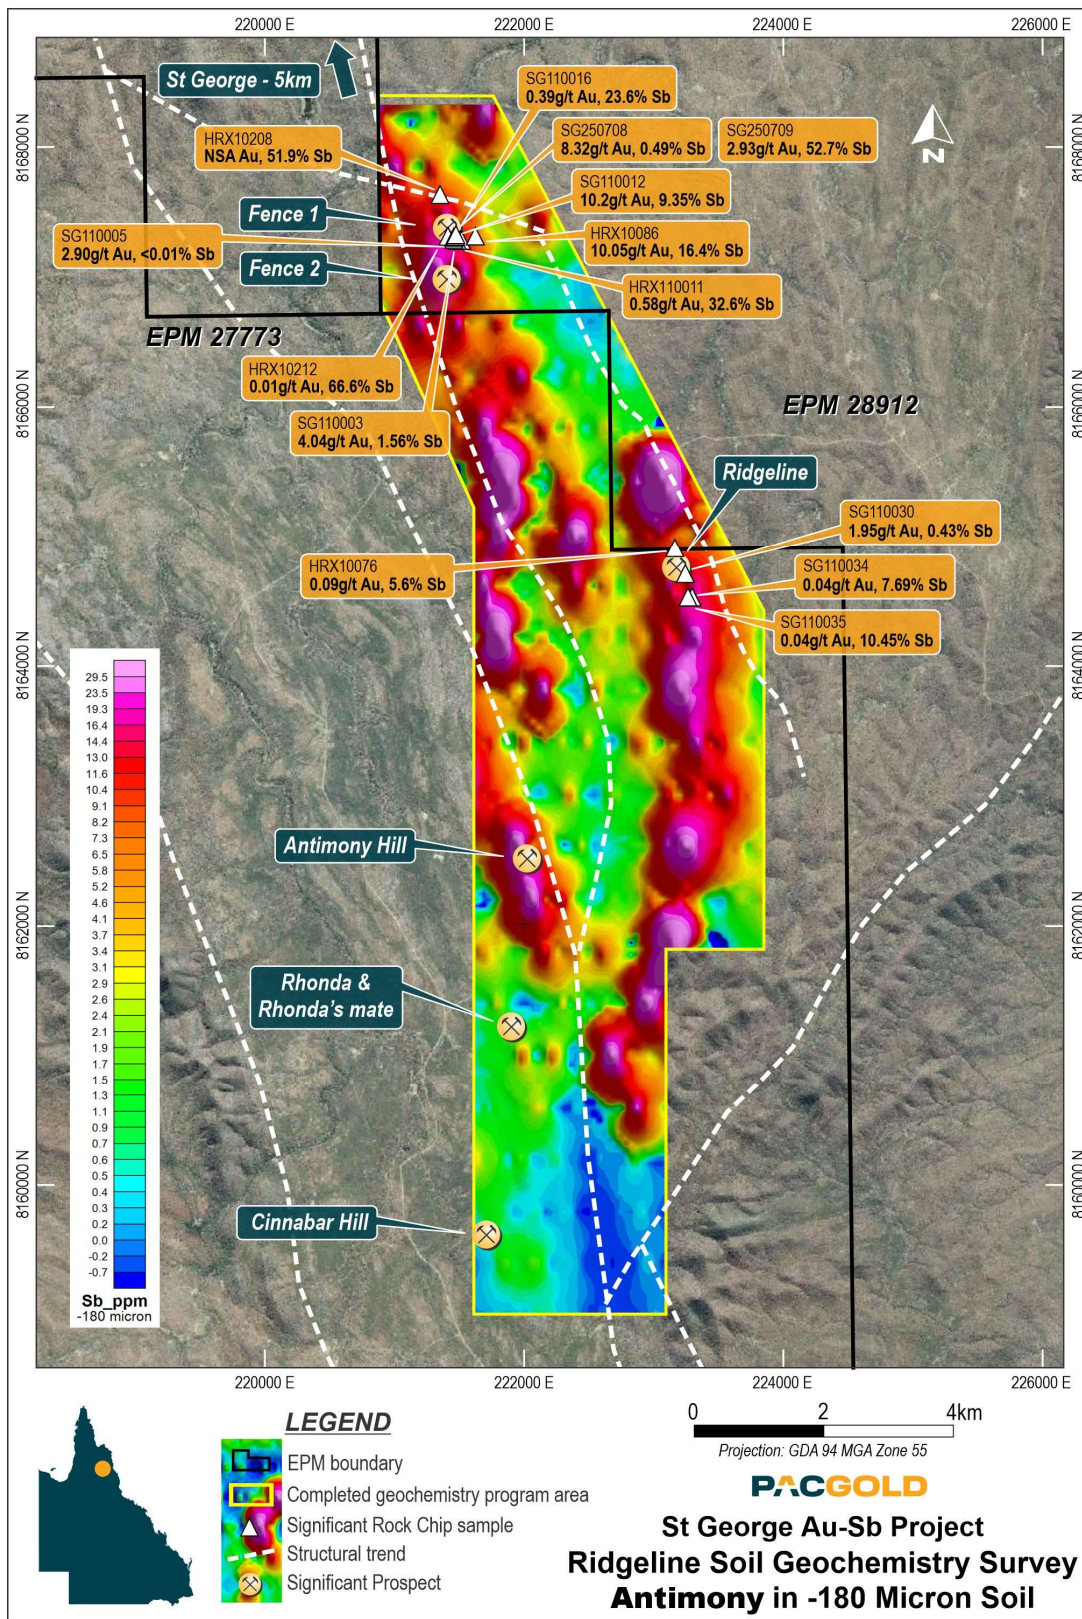 220000 E
222000 E
224000 E
226000 E
St George - 5km
SG110016
0.39g/t Au, 23.6% Sb
HRX10208
NSA Au, 51.9% Sb
SG250708
8.32g/t Au, 0.49% Sb
SG250709
2.93g/t Au, 52.7% Sb
N
8168000 N
8168000 N
SG110012
10.2g/t Au, 9.35% Sb
Fence 1
SG110005
2.90g/t Au, <0.01% Sb
HRX10086
10.05g/t Au, 16.4% Sb
Fence 2
HRX110011
0.58g/t Au, 32.6% Sb
EPM 27773
HRX10212
0.01g/t Au, 66.6% Sb
SG110003
4.04g/t Au, 1.56% Sb
EPM 28912
8166000 N
8166000 N
Ridgeline
SG110030
1.95g/t Au, 0.43% Sb
HRX10076
0.09g/t Au, 5.6% Sb
SG110034
0.04g/t Au, 7.69% Sb
SG110035
0.04g/t Au, 10.45% Sb
8164000 N
8164000 N
29.5
23.5
19.3
16.4
14.4
13.0
11.6
10.4
9.1
8.2
7.3
6.5
5.8
5.2
4.6
4.1
3.7
3.4
3.1
2.9
2.6
2.4
2.1
1.9
1.7
1.5
1.3
1.1
0.9
0.7
0.6
0.5
0.4
0.3
0.2
0.0
-0.2
-0.7
Sb_ppm
-180 micron
Antimony Hill
8162000 N
8162000 N
Rhonda &
Rhonda's mate
8160000 N
8160000 N
Cinnabar Hill
220000 E
222000 E
224000 E
226000 E
LEGEND
EPM boundary
Completed geochemistry program area
Significant Rock Chip sample
Structural trend
Significant Prospect
0 2 4km
Projection: GDA 94 MGA Zone 55
PACGOLD
St George Au-Sb Project
Ridgeline Soil Geochemistry Survey
Antimony in -180 Micron Soil